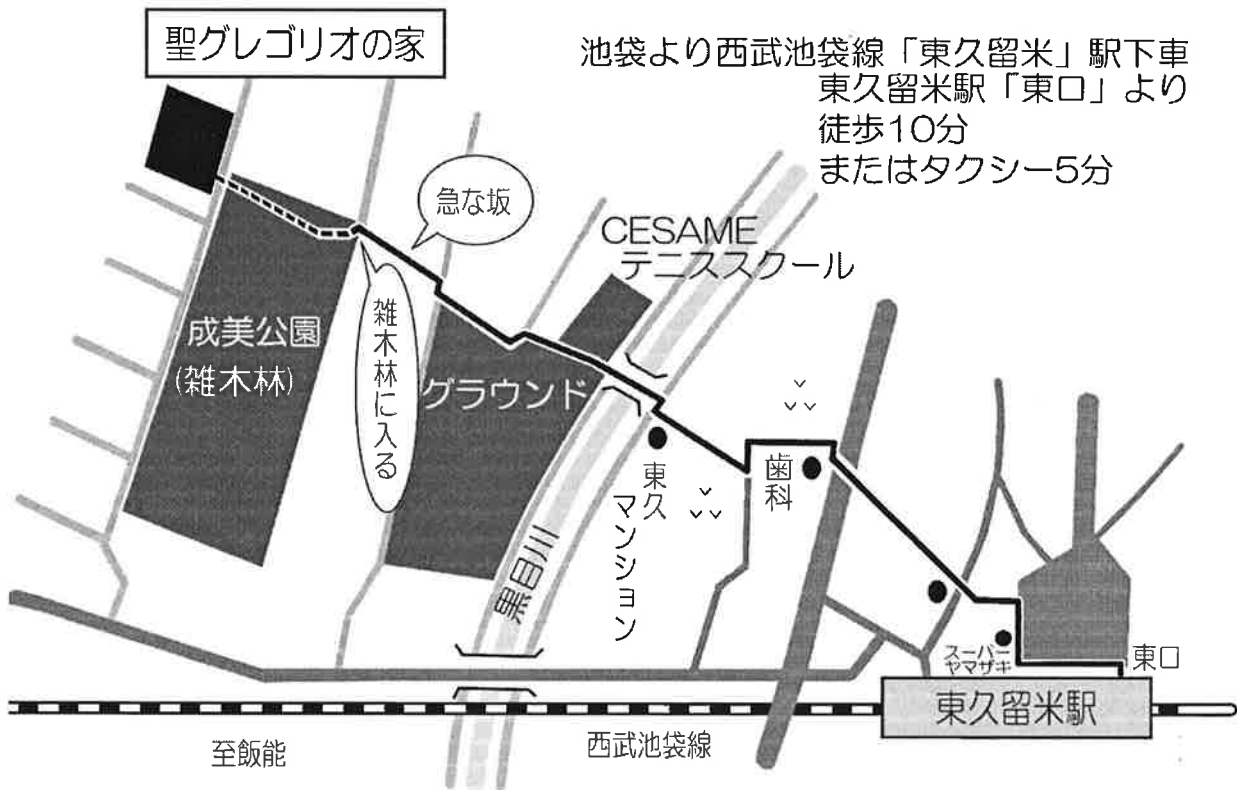 聖グレゴリオの家
池袋より西武池袋線「東久留米」駅下車
東久留米駅「東口」より
徒歩10分
またはタクシー5分
急な坂
CESAME
テニススクール
雑木林に入る
成美公園
(雑木林)
グラウンド
黒目川
東久
マンション
歯科
スーパー
ヤマザキ
東口
東久留米駅
至飯能
西武池袋線